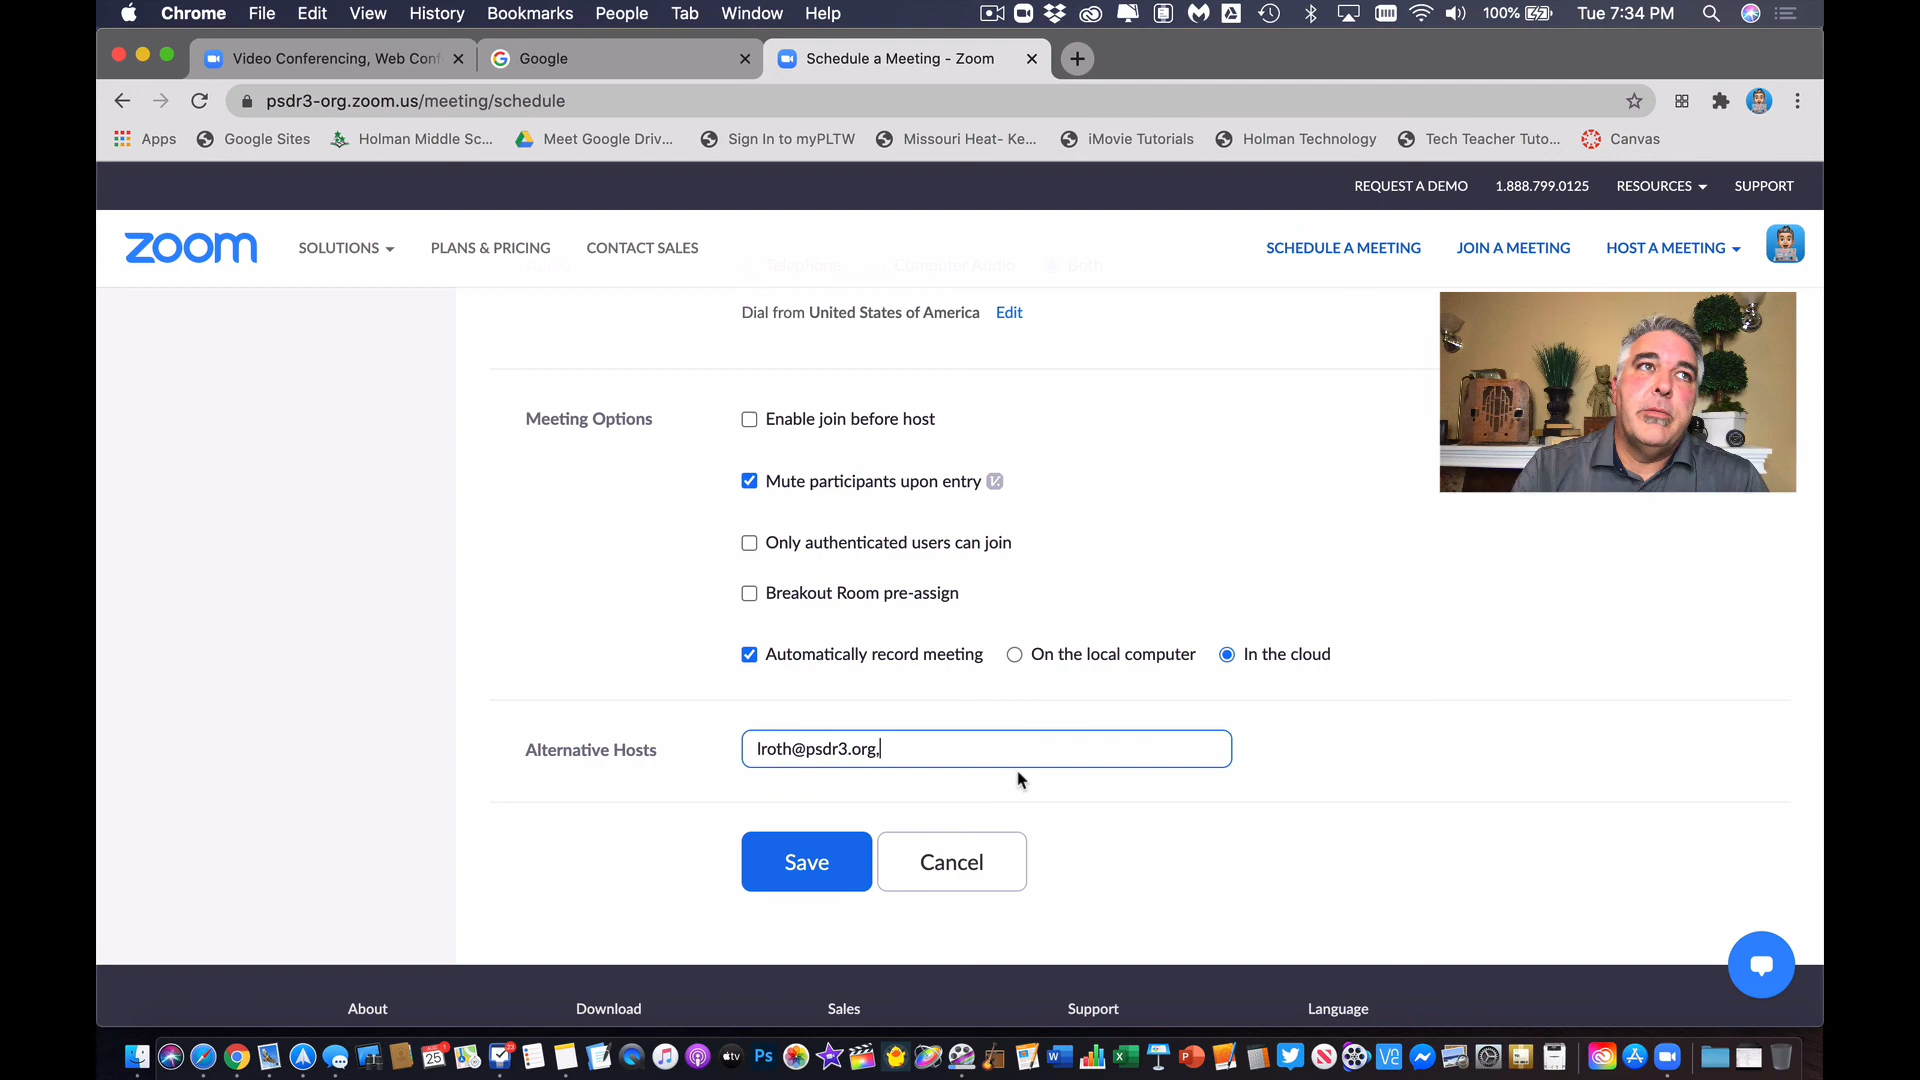 Chrome File Edit View History Bookmarks People Tab Window Help 100% Tue 7:34 PM
Video Conferencing, Web Conf Google Schedule a Meeting - Zoom
psdr3-org.zoom.us/meeting/schedule
Apps Google Sites Holman Middle Sc... Meet Google Driv... Sign In to myPLTW Missouri Heat- Ke... iMovie Tutorials Holman Technology Tech Teacher Tuto... Canvas
REQUEST A DEMO 1.888.799.0125 RESOURCES SUPPORT
zoom SOLUTIONS PLANS & PRICING CONTACT SALES SCHEDULE A MEETING JOIN A MEETING HOST A MEETING
Telephone Computer Audio Both
Dial from United States of America Edit
Meeting Options Enable join before host
Mute participants upon entry
Only authenticated users can join
Breakout Room pre-assign
Automatically record meeting On the local computer In the cloud
Alternative Hosts lroth@psdr3.org,
Save Cancel
About Download Sales Support Language